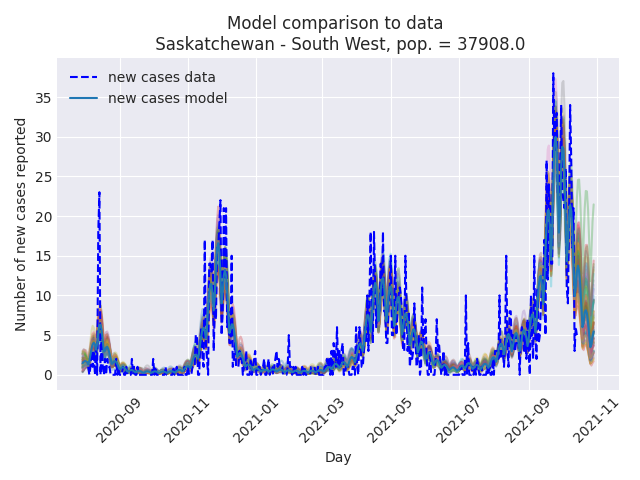 Model comparison to data
Saskatchewan - South West, pop. = 37908.0
new cases data
new cases model
Number of new cases reported
35
30
25
20
15
10
5
0
2020-09
2020-11
2021-01
2021-03
2021-05
2021-07
2021-09
2021-11
Day